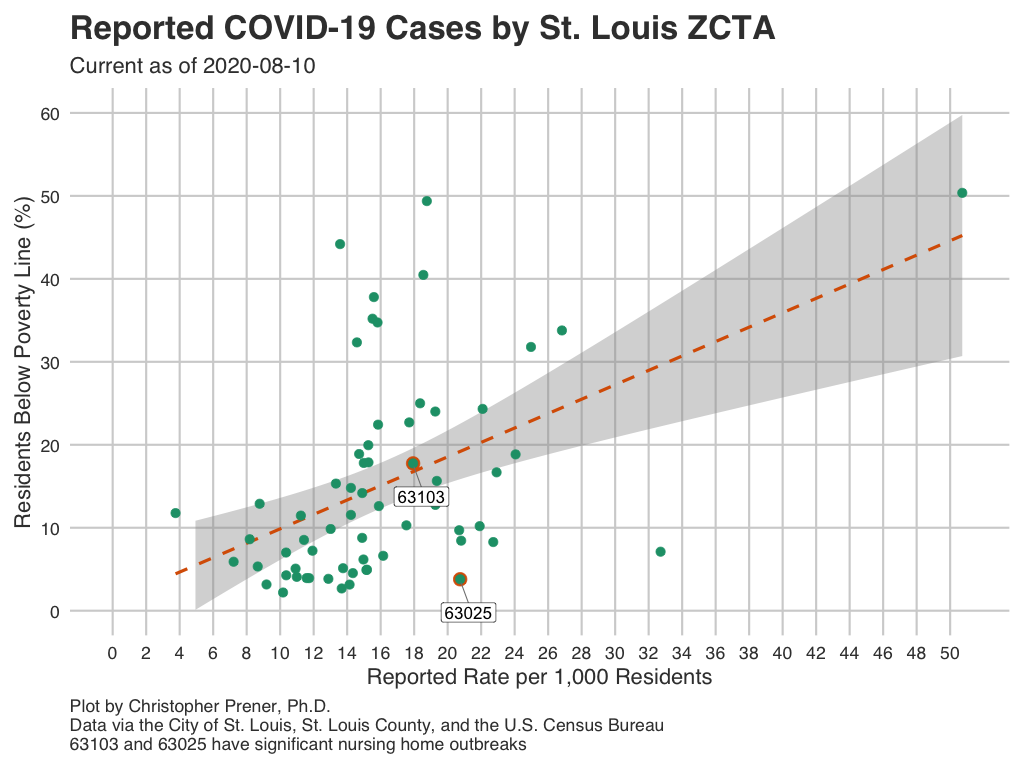 Reported COVID-19 Cases by St. Louis ZCTA
Current as of 2020-08-10
Residents Below Poverty Line (%)
60
50
40
30
20
10
0
63103
63025
0 2 4 6 8 10 12 14 16 18 20 22 24 26 28 30 32 34 36 38 40 42 44 46 48 50
Reported Rate per 1,000 Residents
Plot by Christopher Prener, Ph.D.
Data via the City of St. Louis, St. Louis County, and the U.S. Census Bureau
63103 and 63025 have significant nursing home outbreaks